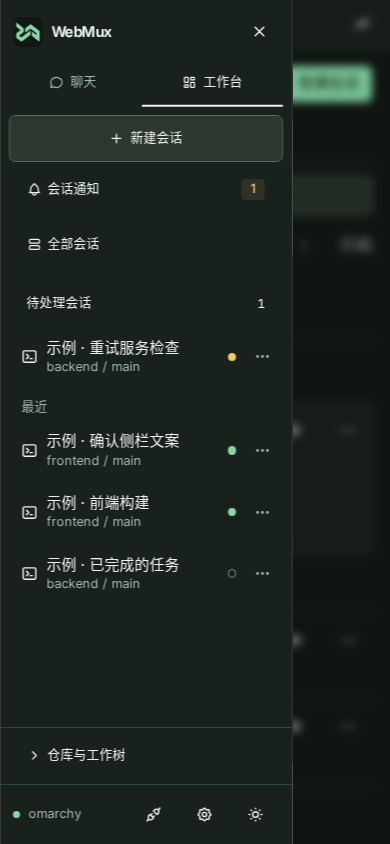 WebMux
聊天
工作台
新建会话
会话通知 1
全部会话
待处理会话 1
示例 · 重试服务检查
backend / main
最近
示例 · 确认侧栏文案
frontend / main
示例 · 前端构建
frontend / main
示例 · 已完成的任务
backend / main
仓库与工作树
omarchy